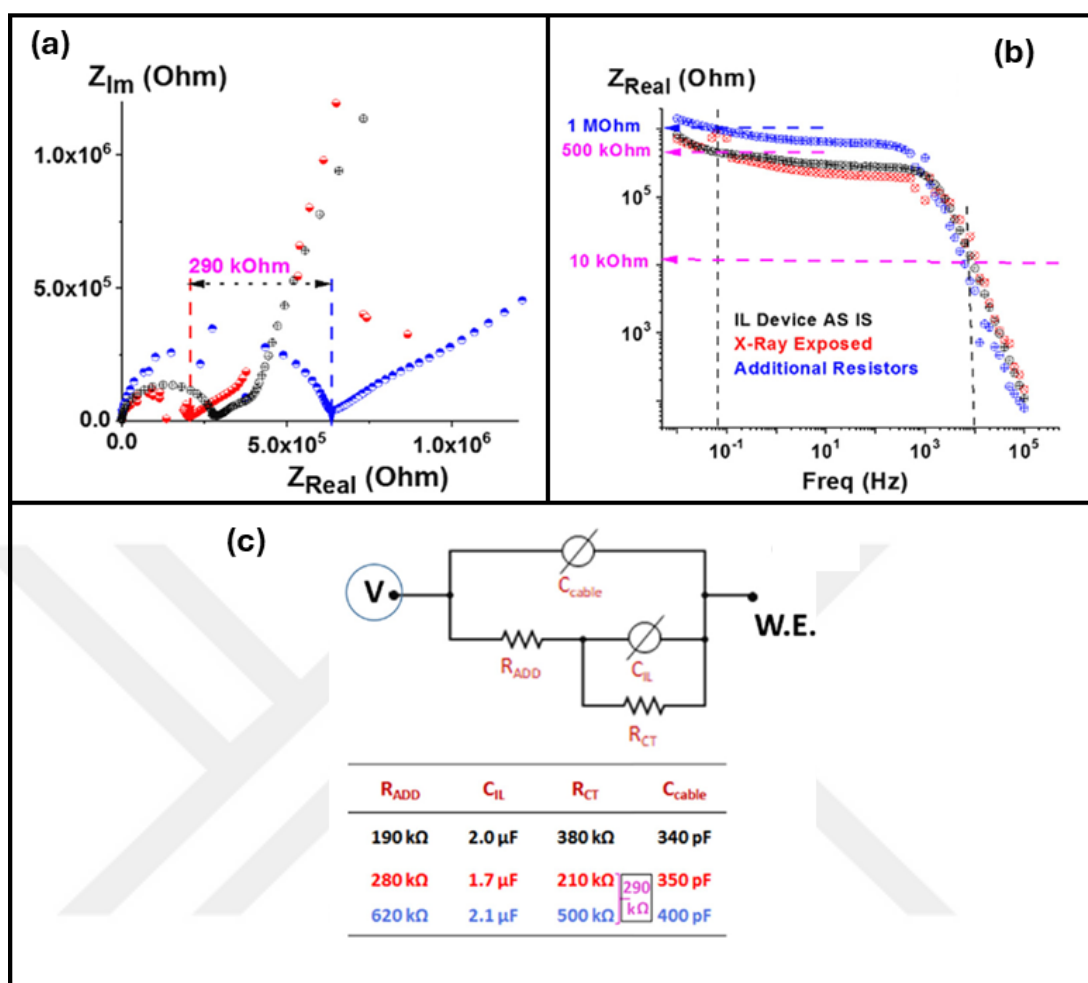 (a)
Z_Im (Ohm)
1.0x10^6
290 kOhm
5.0x10^5
0.0
0.0 5.0x10^5 1.0x10^6
Z_Real (Ohm)
(b)
Z_Real (Ohm)
1 MOhm
500 kOhm
10^5
10 kOhm
10^3
IL Device AS IS
X-Ray Exposed
Additional Resistors
10^-1 10^1 10^3 10^5
Freq (Hz)
(c)
V
C_cable
W.E.
R_ADD
C_IL
R_CT
R_ADD C_IL R_CT C_cable
190 kΩ 2.0 µF 380 kΩ 340 pF
280 kΩ 1.7 µF 210 kΩ 290 350 pF
620 kΩ 2.1 µF 500 kΩ kΩ 400 pF